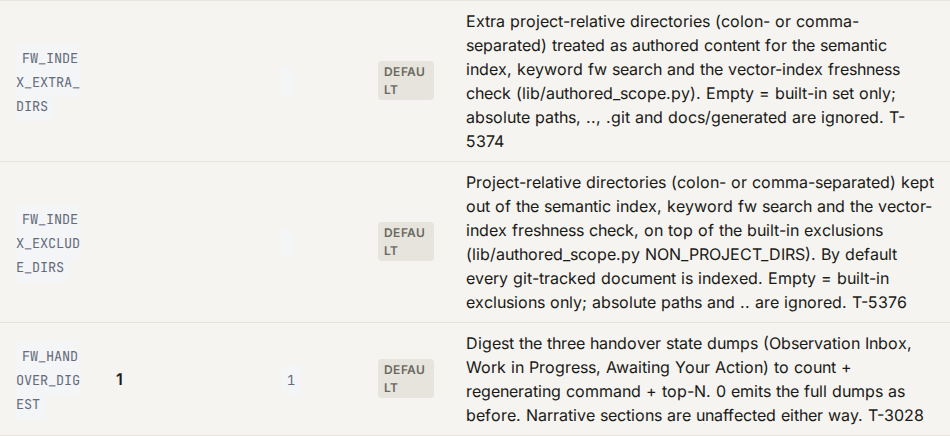 FW_INDE
X_EXTRA_
DIRS
DEFAU
LT
Extra project-relative directories (colon- or comma-
separated) treated as authored content for the semantic
index, keyword fw search and the vector-index freshness
check (lib/authored_scope.py). Empty = built-in set only;
absolute paths, .., .git and docs/generated are ignored. T-
5374
FW_INDE
X_EXCLUD
E_DIRS
DEFAU
LT
Project-relative directories (colon- or comma-separated) kept
out of the semantic index, keyword fw search and the vector-
index freshness check, on top of the built-in exclusions
(lib/authored_scope.py NON_PROJECT_DIRS). By default
every git-tracked document is indexed. Empty = built-in
exclusions only; absolute paths and .. are ignored. T-5376
FW_HAND
OVER_DIG
EST
1
1
DEFAU
LT
Digest the three handover state dumps (Observation Inbox,
Work in Progress, Awaiting Your Action) to count +
regenerating command + top-N. 0 emits the full dumps as
before. Narrative sections are unaffected either way. T-3028